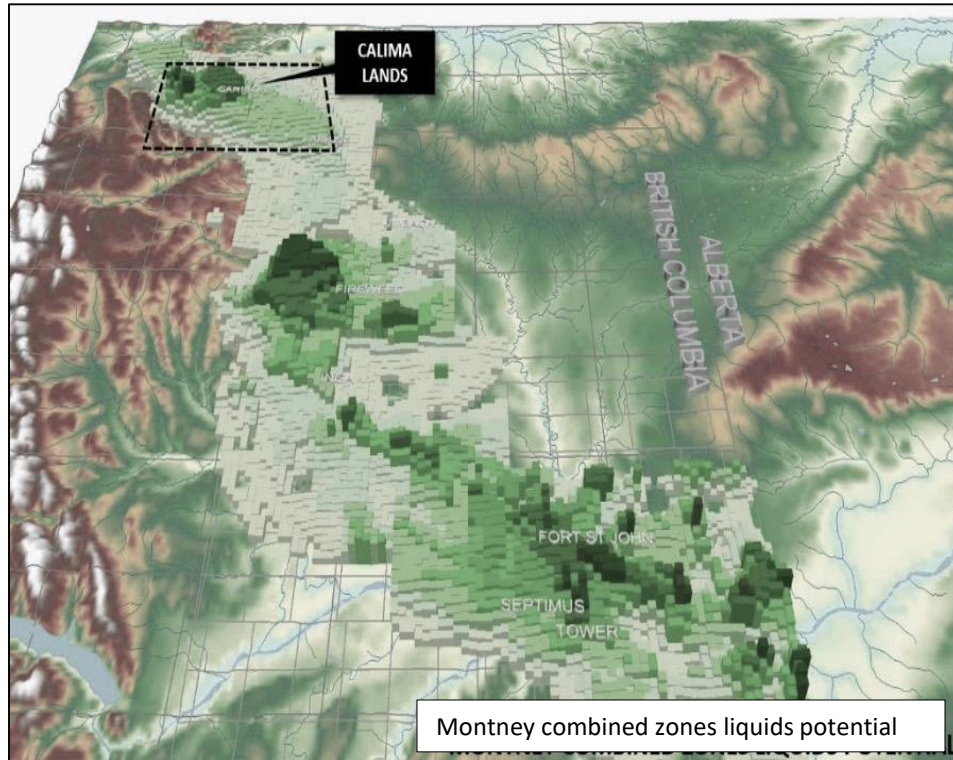 CALIMA
LANDS
BRITISH COLUMBIA
ALBERTA
FORT ST JOHN
SEPTIMUS
TOWER
Montney combined zones liquids potential